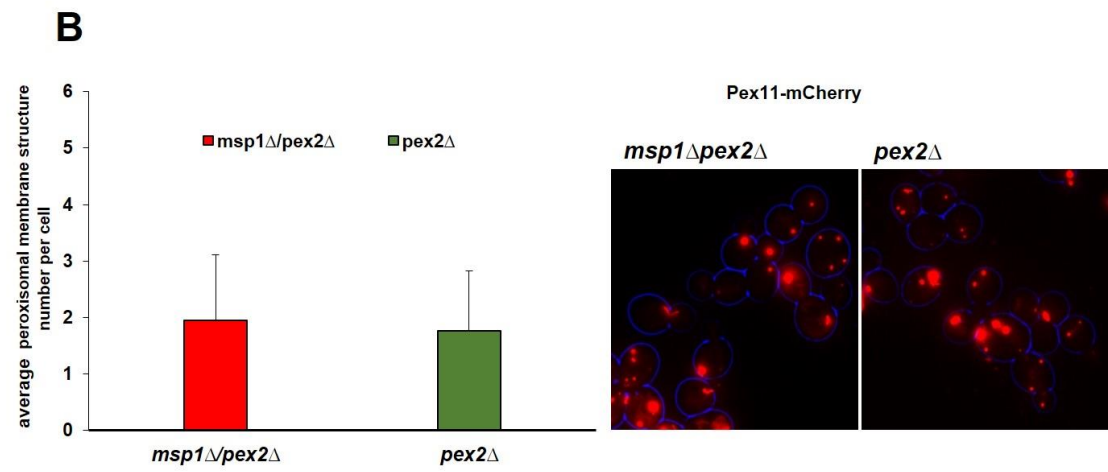 B
average peroxisomal membrane structure
number per cell
6
5
4
3
2
1
0
msp1Δ/pex2Δ
pex2Δ
msp1Δ/pex2Δ
pex2Δ
Pex11-mCherry
msp1Δpex2Δ
pex2Δ